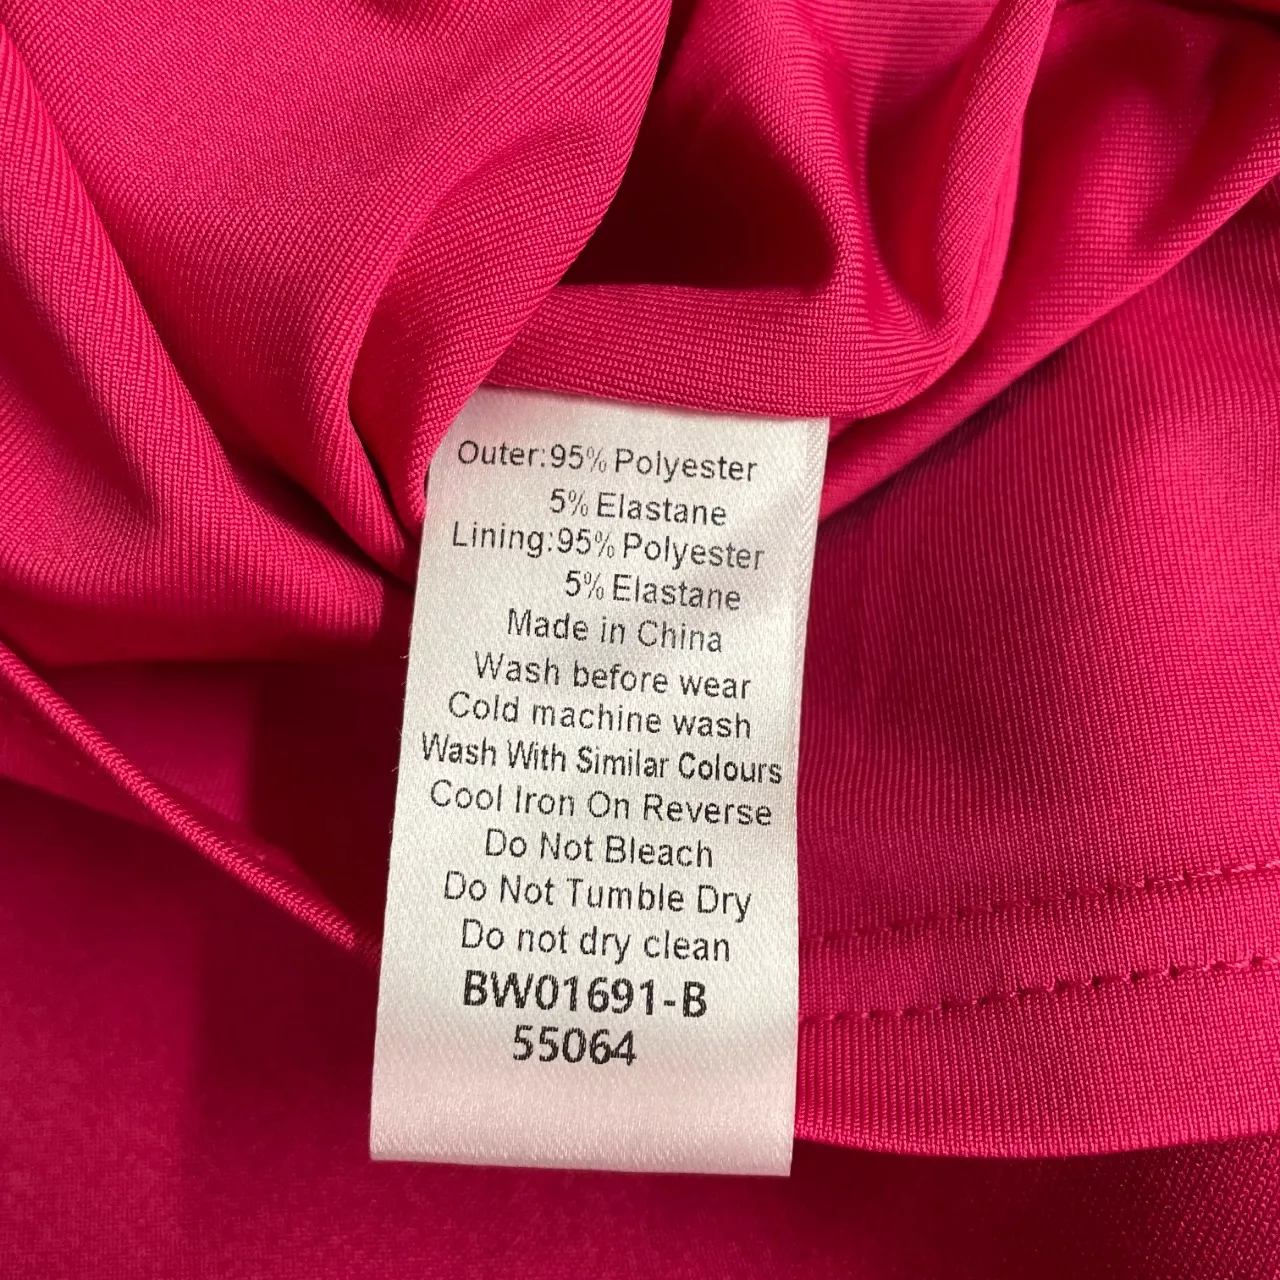 Outer:95% Polyester
5% Elastane
Lining:95% Polyester
5% Elastane
Made in China
Wash before wear
Cold machine wash
Wash With Similar Colours
Cool Iron On Reverse
Do Not Bleach
Do Not Tumble Dry
Do not dry clean
BW01691-B
55064